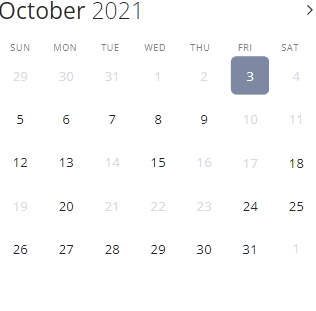 October 2021
SUN MON TUE WED THU FRI SAT
29 30 31 1 2 3 4
5 6 7 8 9 10 11
12 13 14 15 16 17 18
19 20 21 22 23 24 25
26 27 28 29 30 31 1